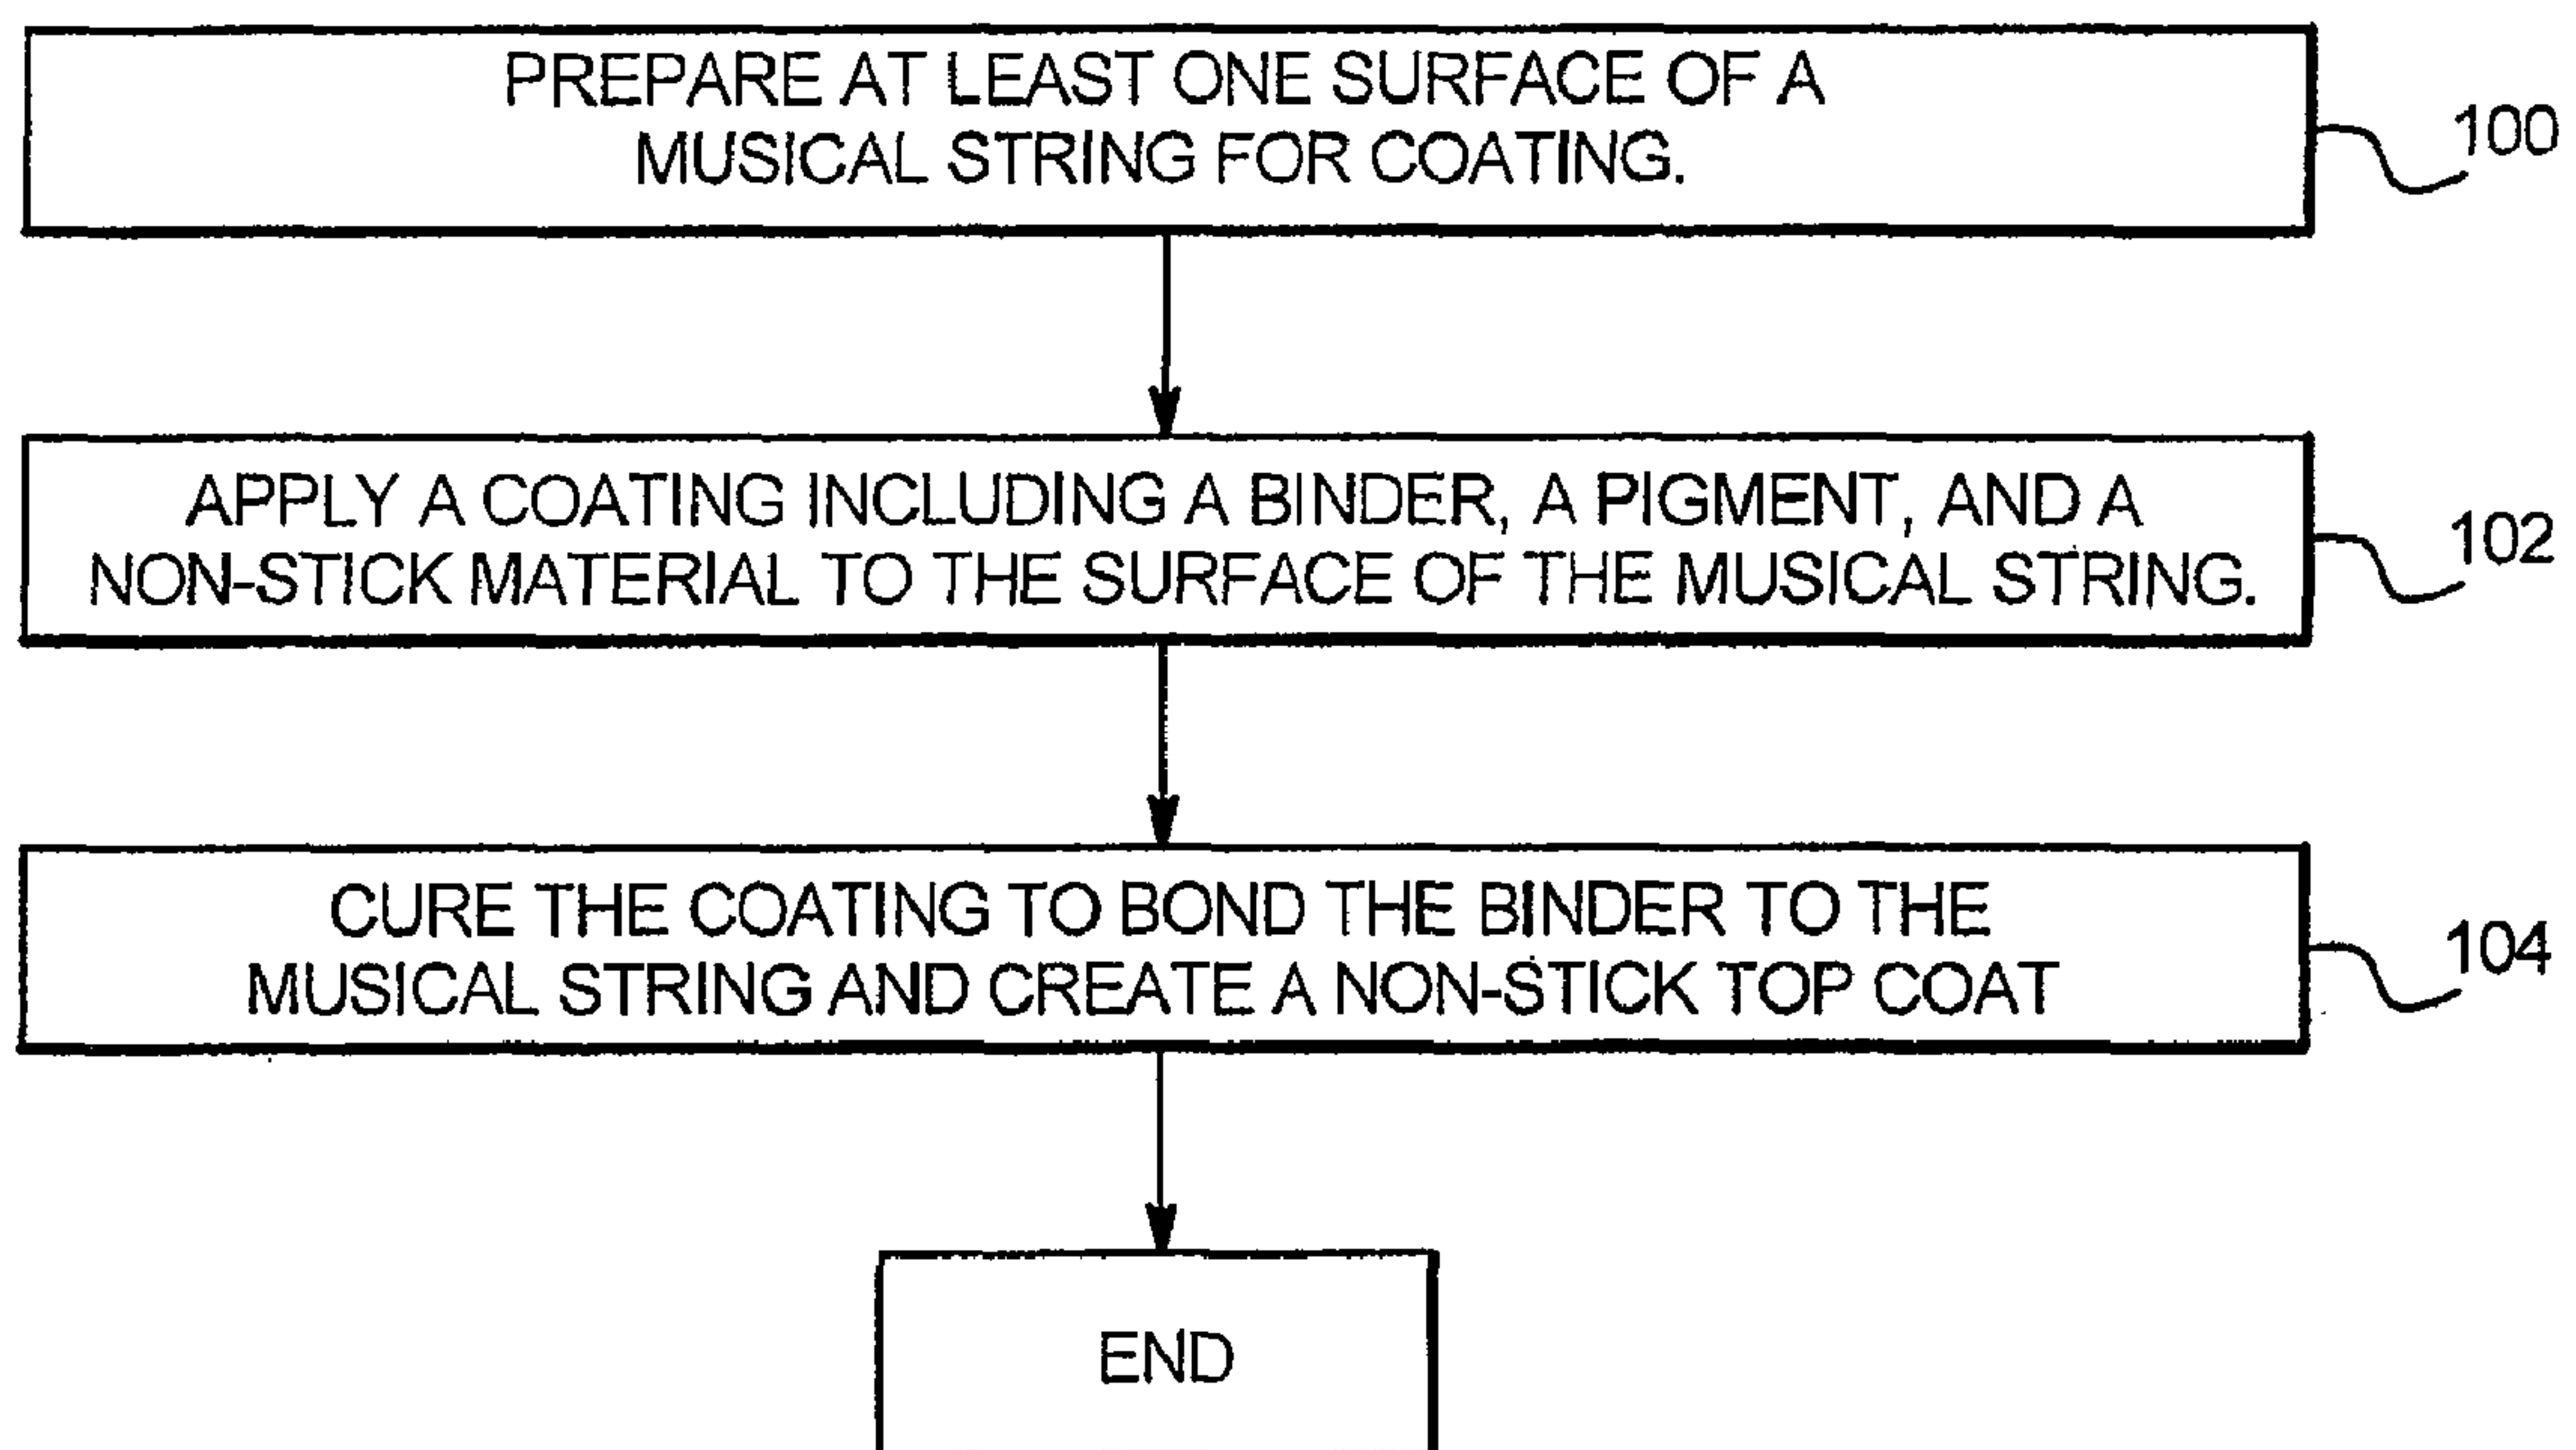 PREPARE AT LEAST ONE SURFACE OF A
MUSICAL STRING FOR COATING.
100
APPLY A COATING INCLUDING A BINDER, A PIGMENT, AND A
NON-STICK MATERIAL TO THE SURFACE OF THE MUSICAL STRING.
102
CURE THE COATING TO BOND THE BINDER TO THE
MUSICAL STRING AND CREATE A NON-STICK TOP COAT
104
END